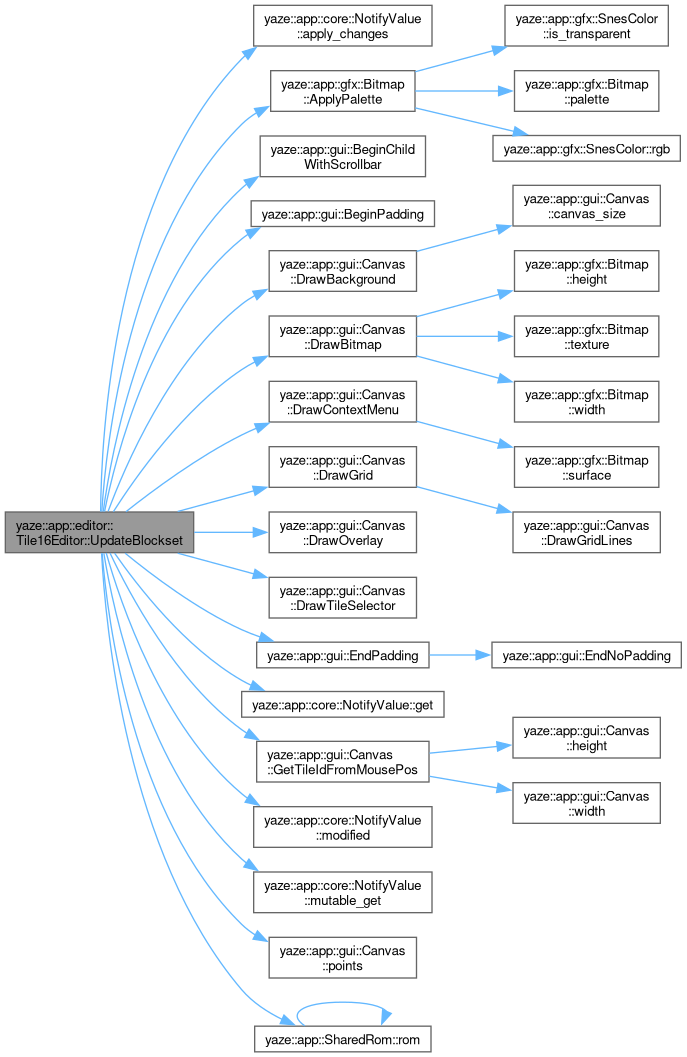 yaze::app::editor::
Tile16Editor::UpdateBlockset
yaze::app::core::NotifyValue
::apply_changes
yaze::app::gfx::Bitmap
::ApplyPalette
yaze::app::gfx::SnesColor
::is_transparent
yaze::app::gfx::Bitmap
::palette
yaze::app::gfx::SnesColor::rgb
yaze::app::gui::BeginChild
WithScrollbar
yaze::app::gui::BeginPadding
yaze::app::gui::Canvas
::DrawBackground
yaze::app::gui::Canvas
::canvas_size
yaze::app::gui::Canvas
::DrawBitmap
yaze::app::gfx::Bitmap
::height
yaze::app::gfx::Bitmap
::texture
yaze::app::gfx::Bitmap
::width
yaze::app::gui::Canvas
::DrawContextMenu
yaze::app::gfx::Bitmap
::surface
yaze::app::gui::Canvas
::DrawGrid
yaze::app::gui::Canvas
::DrawGridLines
yaze::app::gui::Canvas
::DrawOverlay
yaze::app::gui::Canvas
::DrawTileSelector
yaze::app::gui::EndPadding
yaze::app::gui::EndNoPadding
yaze::app::core::NotifyValue::get
yaze::app::gui::Canvas
::GetTileIdFromMousePos
yaze::app::gui::Canvas
::height
yaze::app::gui::Canvas
::width
yaze::app::core::NotifyValue
::modified
yaze::app::core::NotifyValue
::mutable_get
yaze::app::gui::Canvas
::points
yaze::app::SharedRom::rom